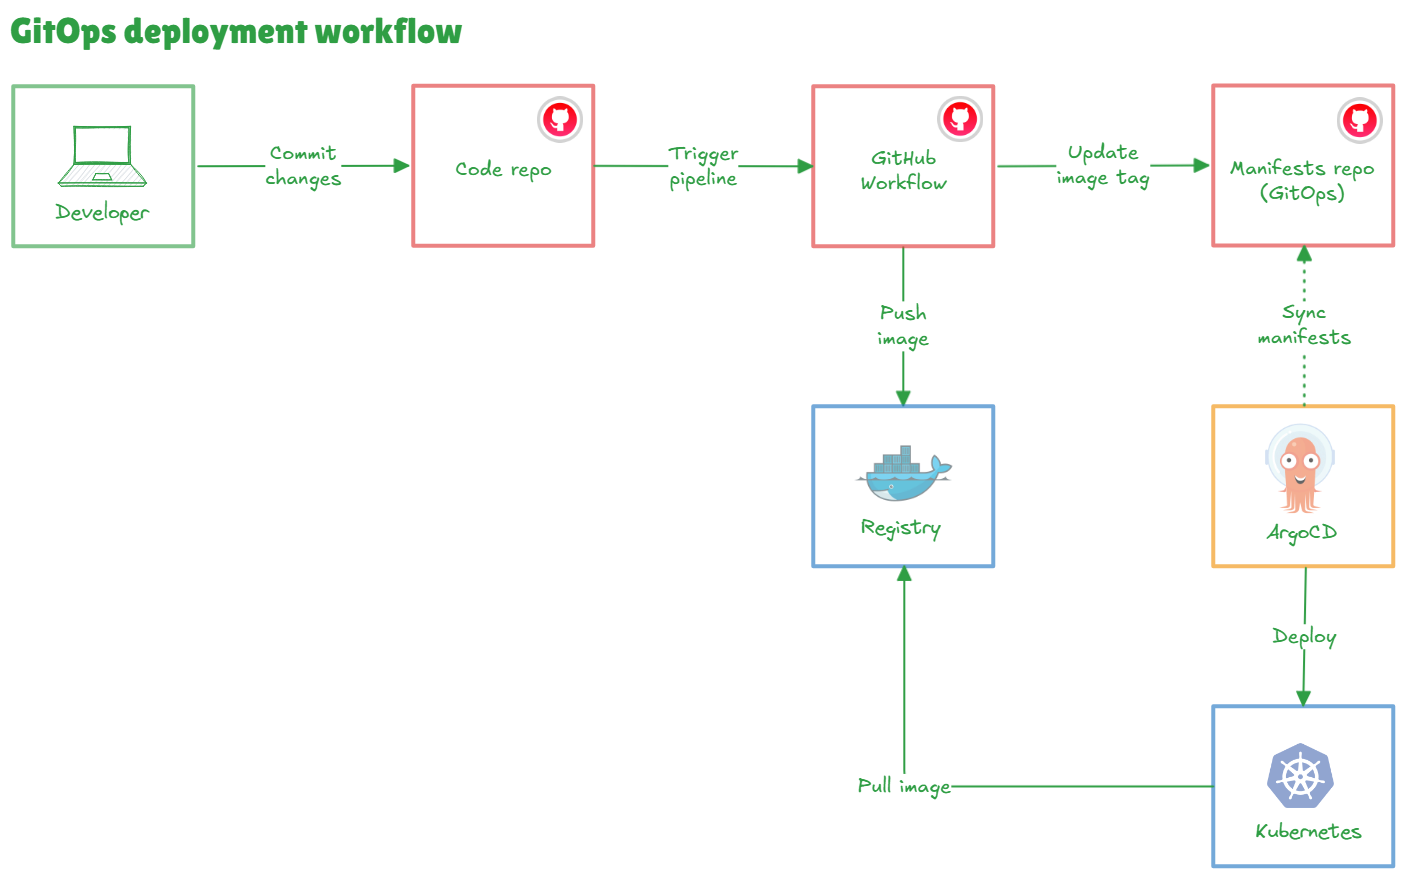 GitOps deployment workflow
Developer
Commit
changes
Code repo
Trigger
pipeline
GitHub
Workflow
Update
image tag
Manifests repo
(GitOps)
Push
image
Sync
manifests
Registry
ArgoCD
Deploy
Pull image
Kubernetes